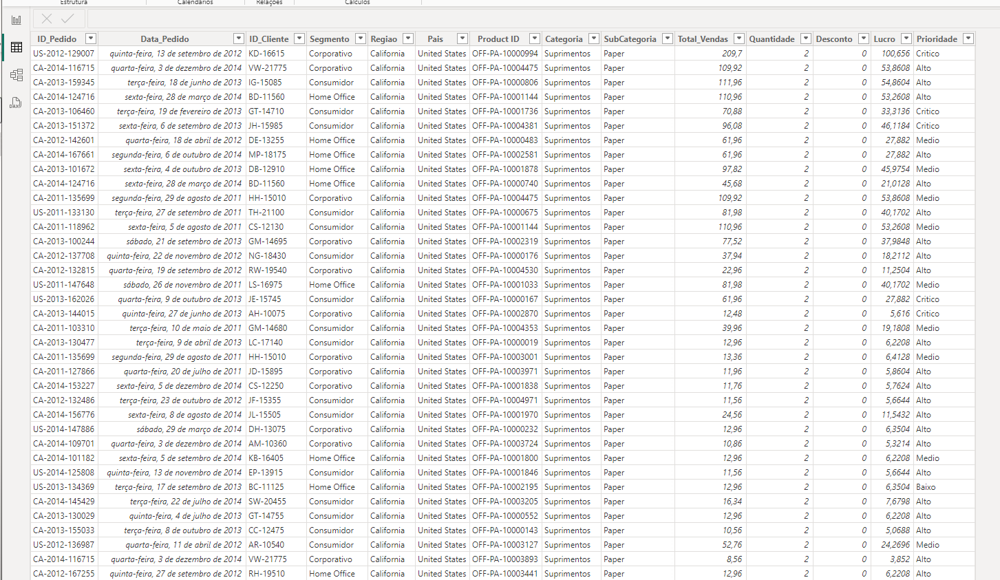 Estrutura Calendários Relações Cálculos
ID_Pedido Data_Pedido ID_Cliente Segmento Regiao Pais Product ID Categoria SubCategoria Total_Vendas Quantidade Desconto Lucro Prioridade
US-2012-129007 quinta-feira, 13 de setembro de 2012 KD-16615 Corporativo California United States OFF-PA-10000994 Suprimentos Paper 209,7 2 0 100,656 Critico
CA-2014-116715 quarta-feira, 3 de dezembro de 2014 VW-21775 Corporativo California United States OFF-PA-10004475 Suprimentos Paper 109,92 2 0 53,8608 Alto
CA-2013-159345 terça-feira, 18 de junho de 2013 IG-15085 Consumidor California United States OFF-PA-10000806 Suprimentos Paper 111,96 2 0 54,8604 Alto
CA-2014-124716 sexta-feira, 28 de março de 2014 BD-11560 Home Office California United States OFF-PA-10001144 Suprimentos Paper 110,96 2 0 53,2608 Alto
CA-2013-106460 terça-feira, 19 de fevereiro de 2013 GT-14710 Consumidor California United States OFF-PA-10001736 Suprimentos Paper 70,88 2 0 33,3136 Critico
CA-2013-151372 sexta-feira, 6 de setembro de 2013 JH-15985 Consumidor California United States OFF-PA-10004381 Suprimentos Paper 96,08 2 0 46,1184 Critico
CA-2012-142601 quarta-feira, 18 de abril de 2012 DE-13255 Home Office California United States OFF-PA-10000483 Suprimentos Paper 61,96 2 0 27,882 Medio
CA-2014-167661 segunda-feira, 6 de outubro de 2014 MP-18175 Home Office California United States OFF-PA-10002581 Suprimentos Paper 61,96 2 0 27,882 Alto
CA-2013-101672 sexta-feira, 4 de outubro de 2013 DB-12910 Home Office California United States OFF-PA-10001878 Suprimentos Paper 97,82 2 0 45,9754 Medio
CA-2014-124716 sexta-feira, 28 de março de 2014 BD-11560 Home Office California United States OFF-PA-10000740 Suprimentos Paper 45,68 2 0 21,0128 Alto
CA-2011-135699 segunda-feira, 29 de agosto de 2011 HH-15010 Corporativo California United States OFF-PA-10004475 Suprimentos Paper 109,92 2 0 53,8608 Medio
US-2011-133130 terça-feira, 27 de setembro de 2011 TH-21100 Consumidor California United States OFF-PA-10000675 Suprimentos Paper 81,98 2 0 40,1702 Alto
CA-2011-118962 sexta-feira, 5 de agosto de 2011 CS-12130 Consumidor California United States OFF-PA-10001144 Suprimentos Paper 110,96 2 0 53,2608 Medio
CA-2013-100244 sábado, 21 de setembro de 2013 GM-14695 Corporativo California United States OFF-PA-10002319 Suprimentos Paper 77,52 2 0 37,9848 Alto
CA-2012-137708 quinta-feira, 22 de novembro de 2012 NG-18430 Consumidor California United States OFF-PA-10000176 Suprimentos Paper 37,94 2 0 18,2112 Alto
CA-2012-132815 quarta-feira, 19 de setembro de 2012 RW-19540 Corporativo California United States OFF-PA-10004530 Suprimentos Paper 22,96 2 0 11,2504 Alto
US-2011-147648 sábado, 26 de novembro de 2011 LS-16975 Home Office California United States OFF-PA-10001033 Suprimentos Paper 81,98 2 0 40,1702 Medio
US-2013-162026 quarta-feira, 9 de outubro de 2013 JE-15745 Consumidor California United States OFF-PA-10000167 Suprimentos Paper 61,96 2 0 27,882 Critico
CA-2013-144015 quinta-feira, 27 de junho de 2013 AH-10075 Corporativo California United States OFF-PA-10002870 Suprimentos Paper 12,48 2 0 5,616 Critico
CA-2011-103310 terça-feira, 10 de maio de 2011 GM-14680 Consumidor California United States OFF-PA-10004353 Suprimentos Paper 39,96 2 0 19,1808 Medio
CA-2013-130477 terça-feira, 9 de abril de 2013 LC-17140 Consumidor California United States OFF-PA-10000019 Suprimentos Paper 12,96 2 0 6,2208 Alto
CA-2011-135699 segunda-feira, 29 de agosto de 2011 HH-15010 Corporativo California United States OFF-PA-10003001 Suprimentos Paper 13,36 2 0 6,4128 Medio
CA-2011-127866 quarta-feira, 20 de julho de 2011 JD-15895 Corporativo California United States OFF-PA-10003971 Suprimentos Paper 11,96 2 0 5,8604 Alto
CA-2014-153227 sexta-feira, 5 de dezembro de 2014 CS-12250 Corporativo California United States OFF-PA-10001838 Suprimentos Paper 11,76 2 0 5,7624 Alto
CA-2012-132486 terça-feira, 23 de outubro de 2012 JF-15355 Consumidor California United States OFF-PA-10004971 Suprimentos Paper 11,56 2 0 5,6644 Alto
CA-2014-156776 sexta-feira, 8 de agosto de 2014 JL-15505 Consumidor California United States OFF-PA-10001970 Suprimentos Paper 24,56 2 0 11,5432 Alto
US-2014-147886 sábado, 29 de março de 2014 DH-13075 Corporativo California United States OFF-PA-10000232 Suprimentos Paper 12,96 2 0 6,3504 Alto
CA-2014-109701 quarta-feira, 3 de dezembro de 2014 AM-10360 Corporativo California United States OFF-PA-10003724 Suprimentos Paper 10,86 2 0 5,3214 Alto
CA-2014-101182 sexta-feira, 5 de setembro de 2014 KB-16405 Home Office California United States OFF-PA-10001800 Suprimentos Paper 12,96 2 0 6,2208 Medio
US-2014-125808 quinta-feira, 13 de novembro de 2014 EP-13915 Consumidor California United States OFF-PA-10001846 Suprimentos Paper 11,56 2 0 5,6644 Alto
US-2013-134369 terça-feira, 17 de setembro de 2013 BC-11125 Home Office California United States OFF-PA-10002195 Suprimentos Paper 12,96 2 0 6,3504 Baixo
CA-2014-145429 terça-feira, 22 de julho de 2014 SW-20455 Consumidor California United States OFF-PA-10003205 Suprimentos Paper 16,34 2 0 7,6798 Alto
CA-2013-130029 quinta-feira, 4 de julho de 2013 GT-14755 Consumidor California United States OFF-PA-10000552 Suprimentos Paper 12,96 2 0 6,2208 Alto
CA-2013-155033 terça-feira, 8 de outubro de 2013 CC-12475 Consumidor California United States OFF-PA-10000143 Suprimentos Paper 10,56 2 0 5,0688 Alto
US-2012-136987 quarta-feira, 11 de abril de 2012 AR-10540 Consumidor California United States OFF-PA-10003127 Suprimentos Paper 52,76 2 0 24,2696 Medio
CA-2014-116715 quarta-feira, 3 de dezembro de 2014 VW-21775 Corporativo California United States OFF-PA-10003893 Suprimentos Paper 8,56 2 0 3,852 Alto
CA-2012-167255 quinta-feira, 27 de setembro de 2012 RH-19510 Home Office California United States OFF-PA-10003441 Suprimentos Paper 12,96 2 0 6,2208 Alto
DAX